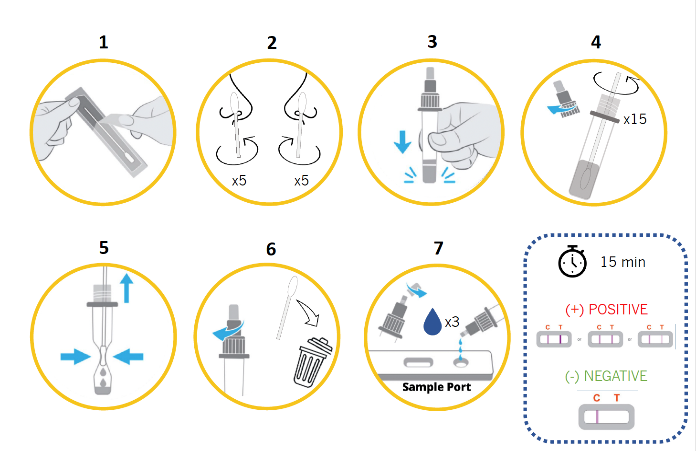 1
2
3
4
x5
x5
x15
5
6
7
x3
Sample Port
15 min
(+) POSITIVE
C T
C T
C T
(-) NEGATIVE
C T